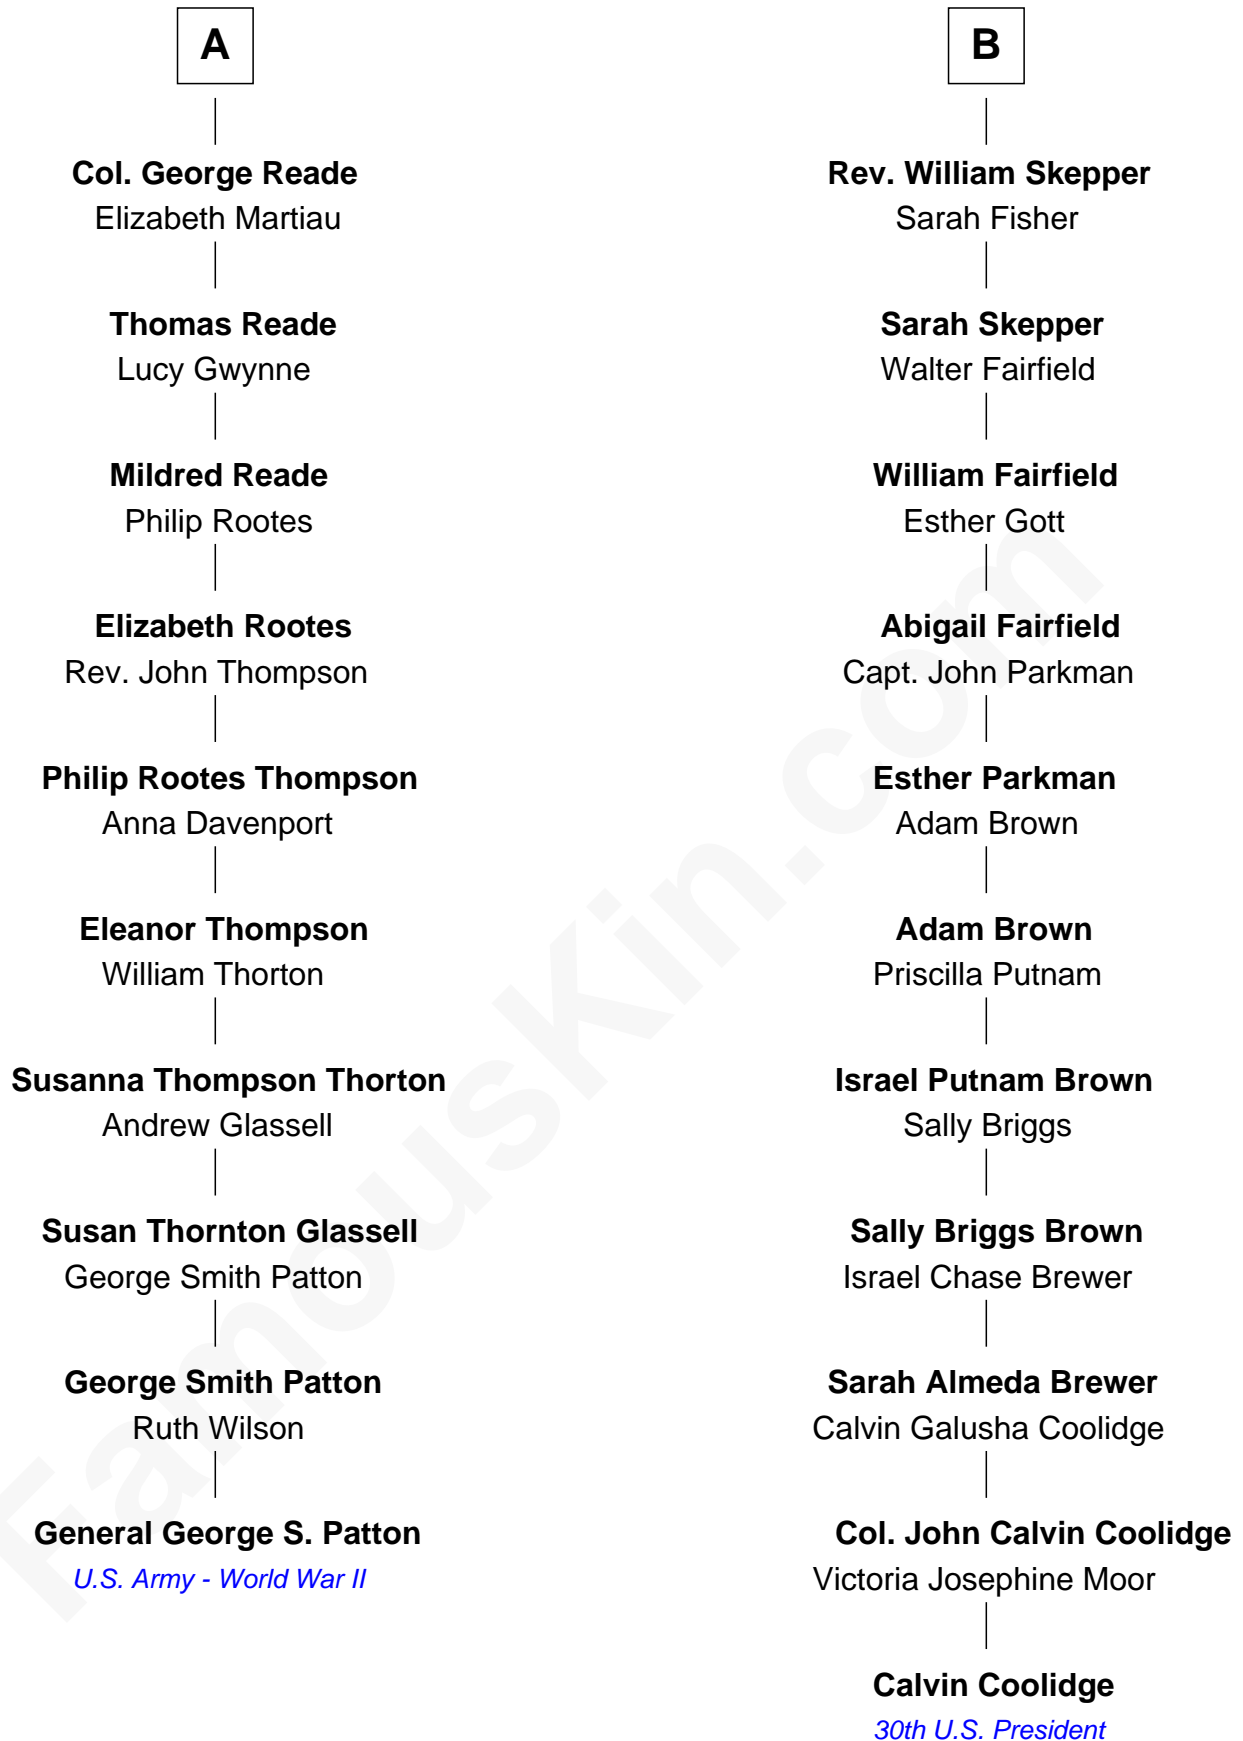 A
Col. George Reade
Elizabeth Martiau
Thomas Reade
Lucy Gwynne
Mildred Reade
Philip Rootes
Elizabeth Rootes
Rev. John Thompson
Philip Rootes Thompson
Anna Davenport
Eleanor Thompson
William Thorton
Susanna Thompson Thorton
Andrew Glassell
Susan Thornton Glassell
George Smith Patton
George Smith Patton
Ruth Wilson
General George S. Patton
U.S. Army - World War II
B
Rev. William Skepper
Sarah Fisher
Sarah Skepper
Walter Fairfield
William Fairfield
Esther Gott
Abigail Fairfield
Capt. John Parkman
Esther Parkman
Adam Brown
Adam Brown
Priscilla Putnam
Israel Putnam Brown
Sally Briggs
Sally Briggs Brown
Israel Chase Brewer
Sarah Almeda Brewer
Calvin Galusha Coolidge
Col. John Calvin Coolidge
Victoria Josephine Moor
Calvin Coolidge
30th U.S. President
FamousKin.com